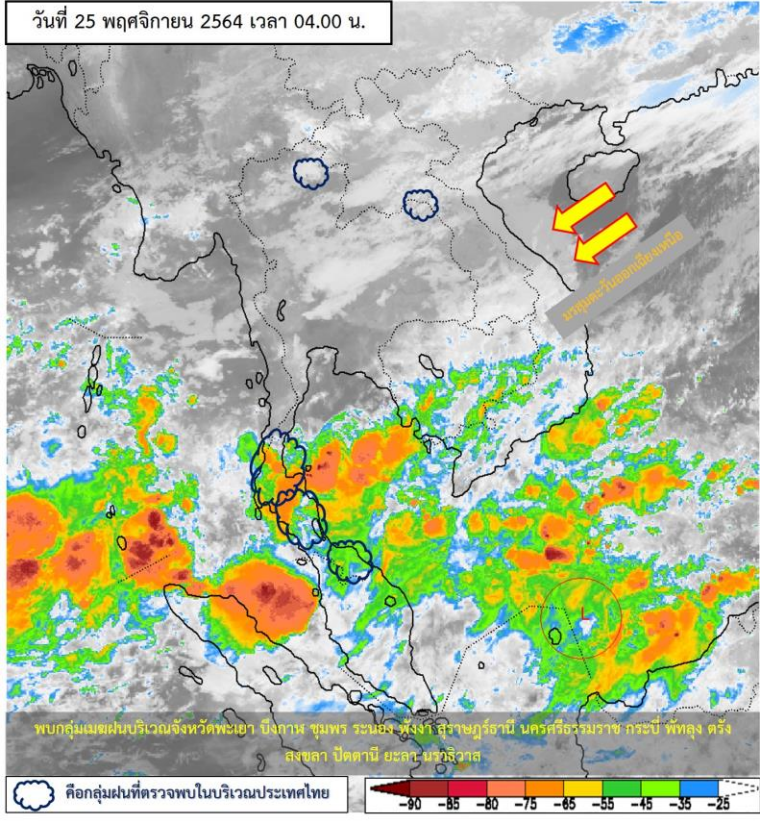 วันที่ 25 พฤศจิกายน 2564 เวลา 04.00 น.
มรสุมตะวันออกเฉียงเหนือ
L
พบกลุ่มเมฆฝนบริเวณจังหวัดพะเยา บึงกาฬ ชุมพร ระนอง พังงา สุราษฎร์ธานี นครศรีธรรมราช กระบี่ พัทลุง ตรัง
สงขลา ปัตตานี ยะลา นราธิวาส
คือกลุ่มฝนที่ตรวจพบในบริเวณประเทศไทย
-90 -85 -80 -75 -65 -55 -45 -35 -25